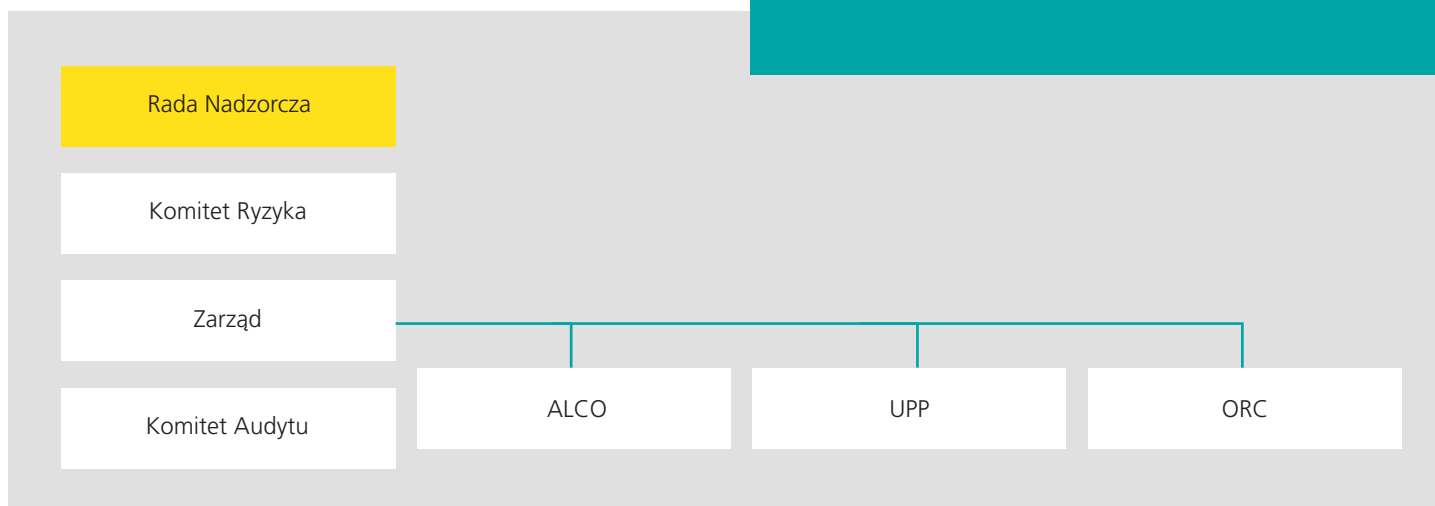 Rada Nadzorcza
Komitet Ryzyka
Zarząd
Komitet Audytu
ALCO
UPP
ORC